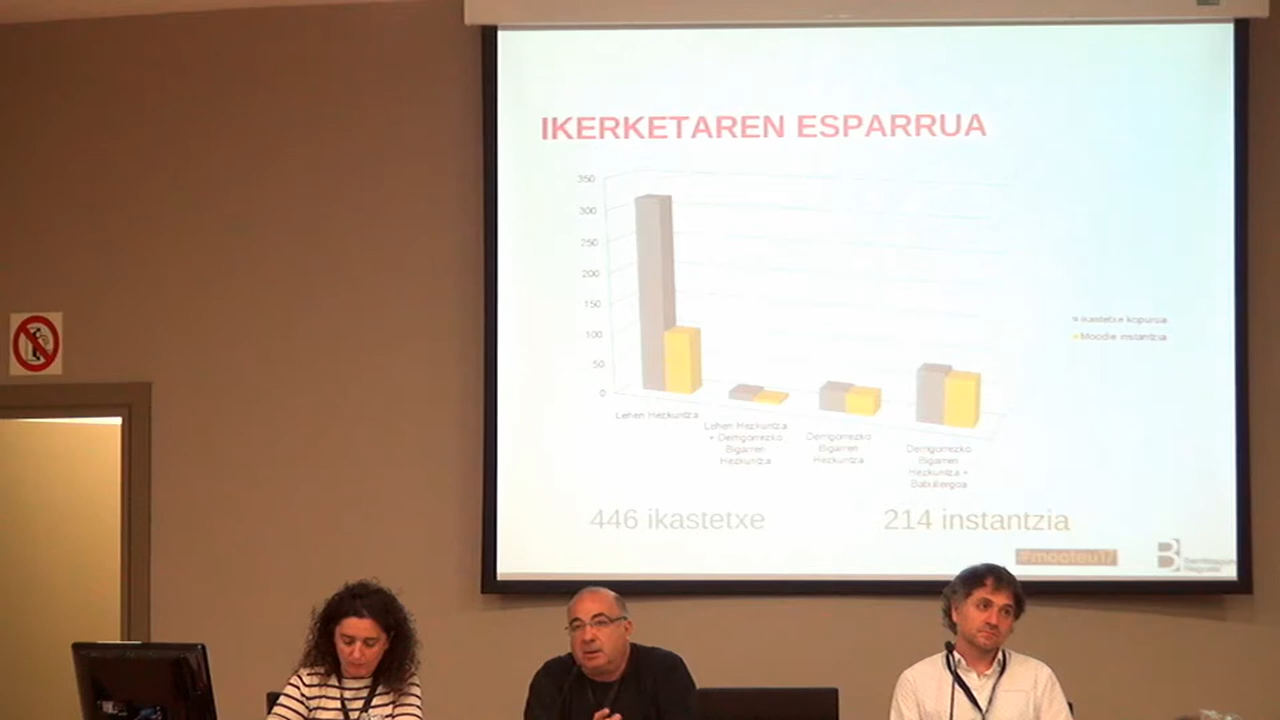 IKERKETAREN ESPARRUA
350
300
250
200
150
100
50
0
Ikastetxe kopurua
Moodle instantzia
Lehen Hezkuntza
Lehen Hezkuntza
+ Derrigorrezko
Bigarren
Hezkuntza
Derrigorrezko
Bigarren
Hezkuntza
Derrigorrezko
Bigarren
Hezkuntza +
Batxilergoa
446 ikastetxe
214 instantzia
#mooteu17
B